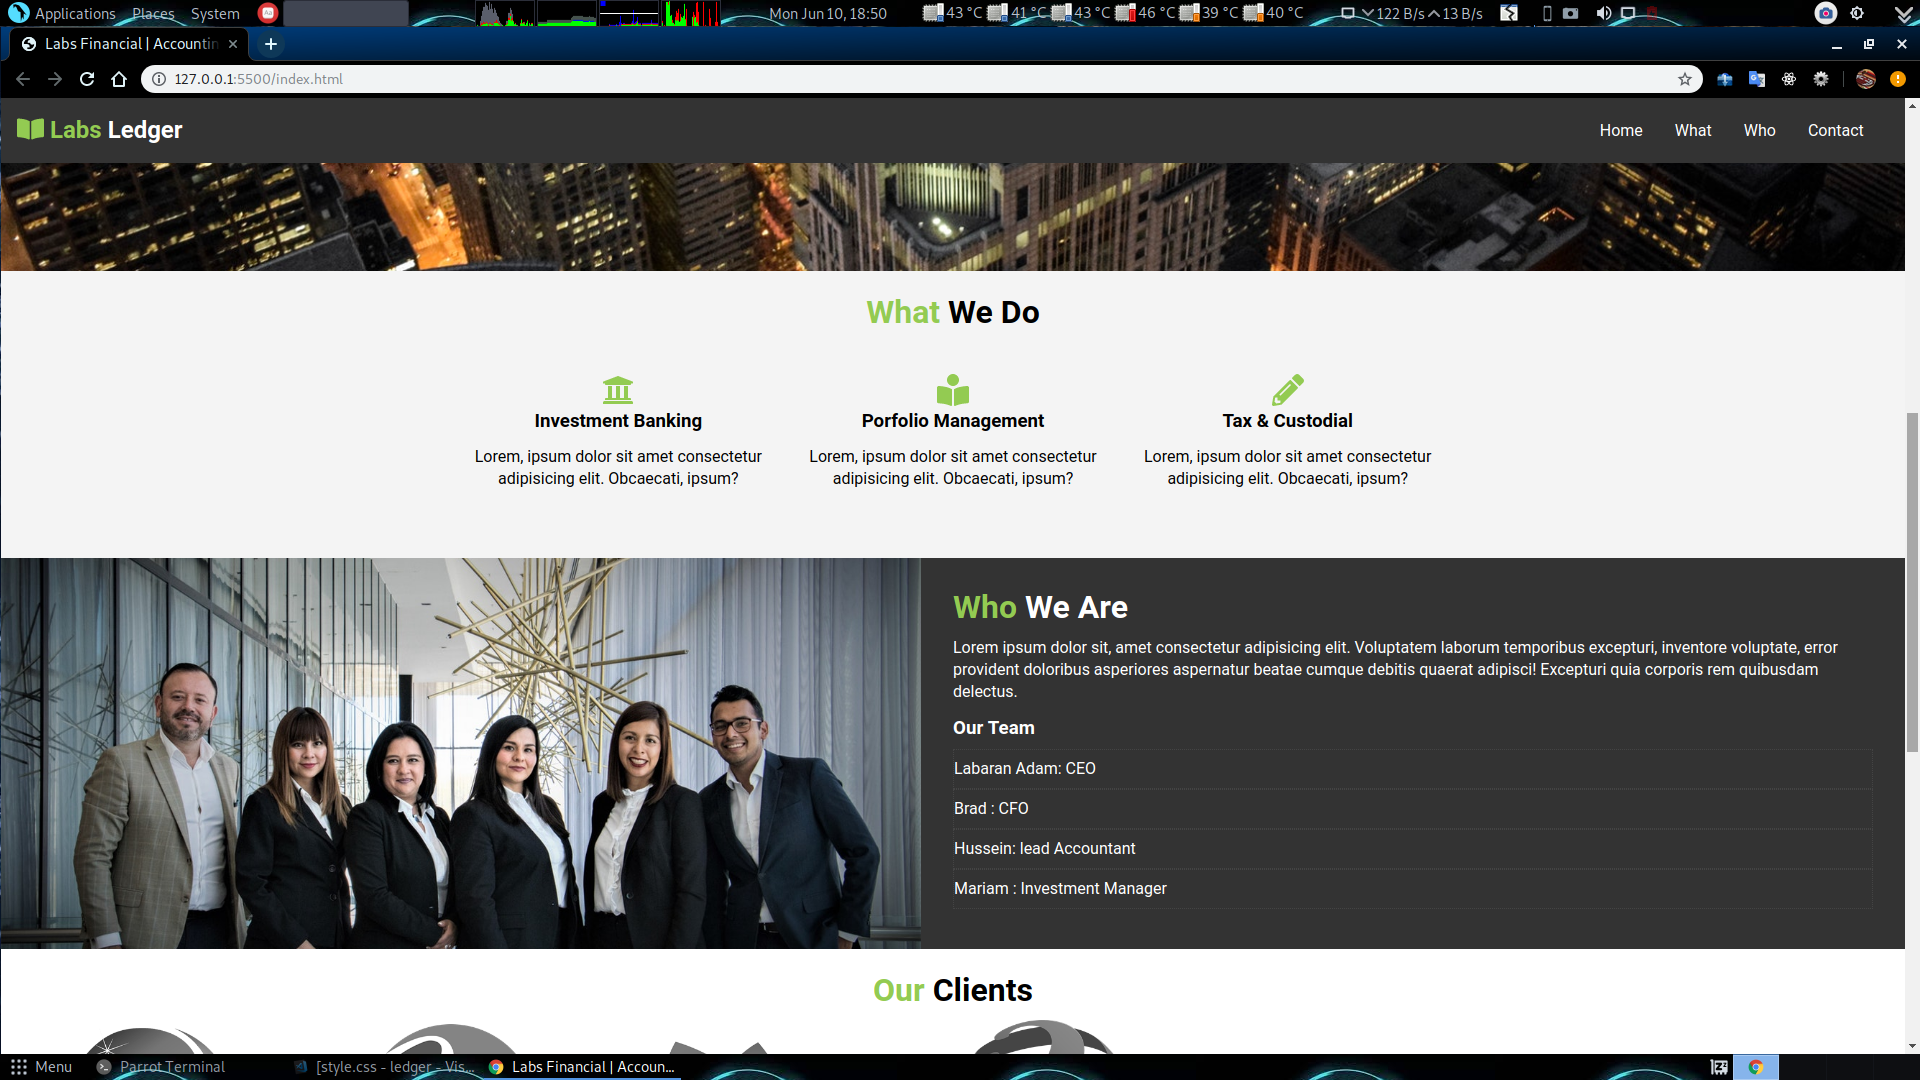 Applications Places System
Mon Jun 10, 18:50
43 °C 41 °C 43 °C 46 °C 39 °C 40 °C
122 B/s 13 B/s
Labs Financial | Accountin
127.0.0.1:5500/index.html
Labs Ledger
Home What Who Contact
What We Do
Investment Banking
Lorem, ipsum dolor sit amet consectetur
adipisicing elit. Obcaecati, ipsum?
Porfolio Management
Lorem, ipsum dolor sit amet consectetur
adipisicing elit. Obcaecati, ipsum?
Tax & Custodial
Lorem, ipsum dolor sit amet consectetur
adipisicing elit. Obcaecati, ipsum?
Who We Are
Lorem ipsum dolor sit, amet consectetur adipisicing elit. Voluptatem laborum temporibus excepturi, inventore voluptate, error
provident doloribus asperiores aspernatur beatae cumque debitis quaerat adipisci! Excepturi quia corporis rem quibusdam
delectus.
Our Team
Labaran Adam: CEO
Brad : CFO
Hussein: lead Accountant
Mariam : Investment Manager
Our Clients
Menu
Parrot Terminal
[style.css - ledger - Vis...
Labs Financial | Accoun...